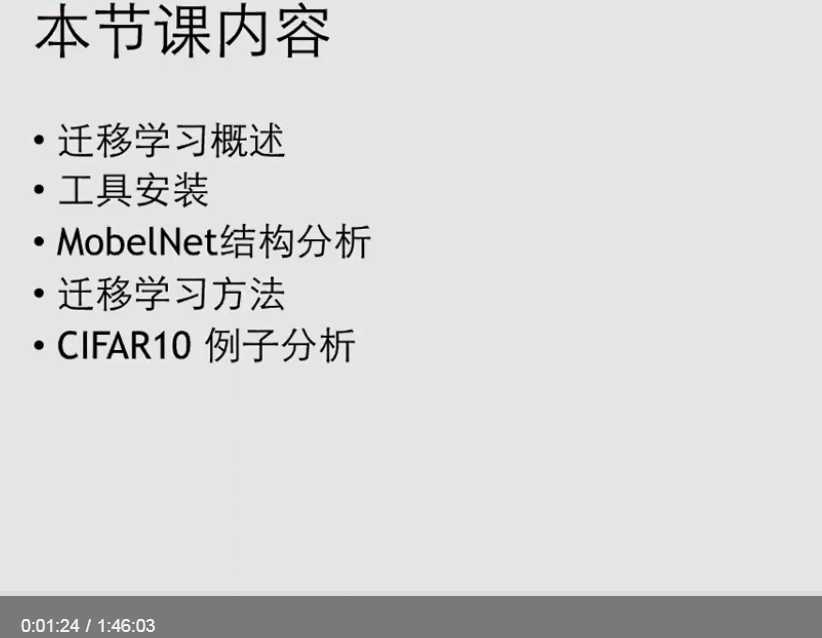 本节课内容
• 迁移学习概述
• 工具安装
• MobelNet结构分析
• 迁移学习方法
• CIFAR10 例子分析
0:01:24 / 1:46:03